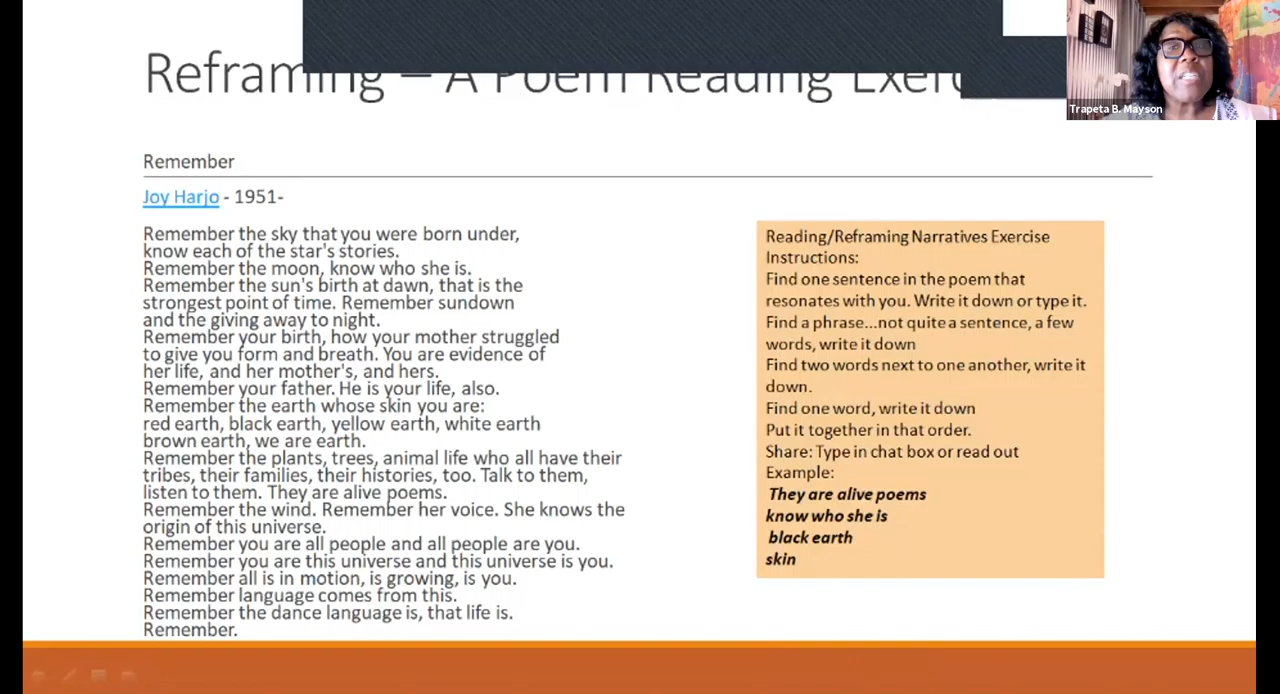 Reframing – A Poem Reading
Trapeta B. Mayson
Remember
Joy Harjo - 1951-
Remember the sky that you were born under,
know each of the star's stories.
Remember the moon, know who she is.
Remember the sun's birth at dawn, that is the
strongest point of time. Remember sundown
and the giving away to night.
Remember your birth, how your mother struggled
to give you form and breath. You are evidence of
her life, and her mother's, and hers.
Remember your father. He is your life, also.
Remember the earth whose skin you are:
red earth, black earth, yellow earth, white earth
brown earth, we are earth.
Remember the plants, trees, animal life who all have their
tribes, their families, their histories, too. Talk to them,
listen to them. They are alive poems.
Remember the wind. Remember her voice. She knows the
origin of this universe.
Remember you are all people and all people are you.
Remember you are this universe and this universe is you.
Remember all is in motion, is growing, is you.
Remember language comes from this.
Remember the dance language is, that life is.
Remember.
Reading/Reframing Narratives Exercise
Instructions:
Find one sentence in the poem that
resonates with you. Write it down or type it.
Find a phrase...not quite a sentence, a few
words, write it down
Find two words next to one another, write it
down.
Find one word, write it down
Put it together in that order.
Share: Type in chat box or read out
Example:
They are alive poems
know who she is
black earth
skin